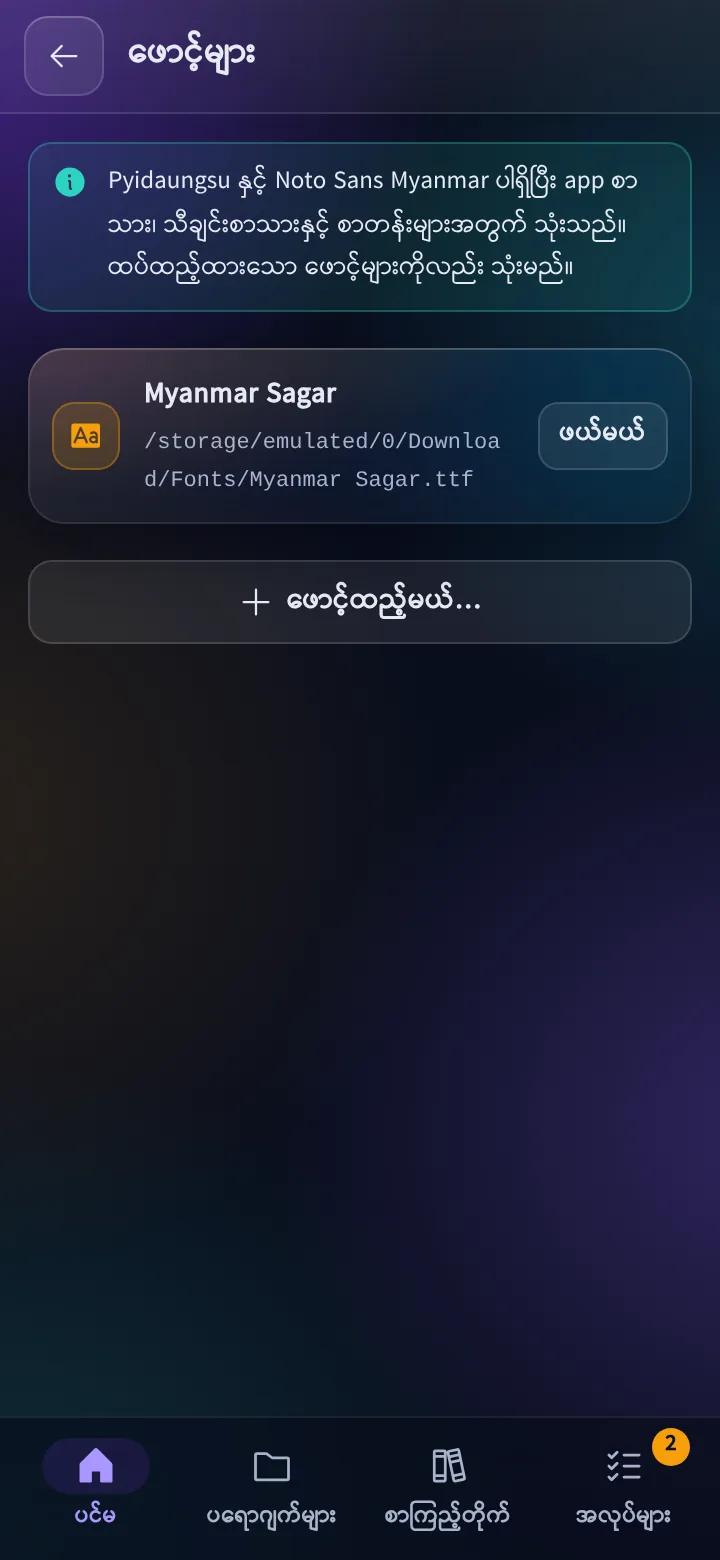 ဖောင့်များ
Pyidaungsu နှင့် Noto Sans Myanmar ပါရှိပြီး app စာ
သား၊ သီချင်းစာသားနှင့် စာတန်းများအတွက် သုံးသည်။
ထပ်ထည့်ထားသော ဖောင့်များကိုလည်း သုံးမည်။
Myanmar Sagar
/storage/emulated/0/Downloa
d/Fonts/Myanmar Sagar.ttf
ဖယ်မယ်
Aa
ဖောင့်ထည့်မယ်...
2
ပင်မ
ပရောဂျက်များ
စာကြည့်တိုက်
အလုပ်များ